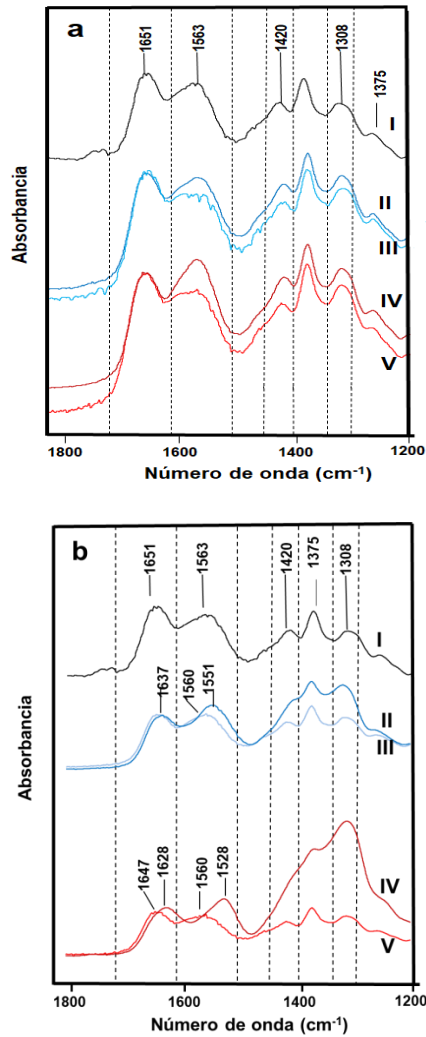 a
1651
1563
1420
1308
1375
I
II
III
IV
V
Absorbancia
1800
1600
1400
1200
Número de onda (cm⁻¹)
b
1651
1563
1420
1375
1308
I
1637
1560
1551
II
III
1647
1628
1560
1528
IV
V
Absorbancia
1800
1600
1400
1200
Número de onda (cm⁻¹)